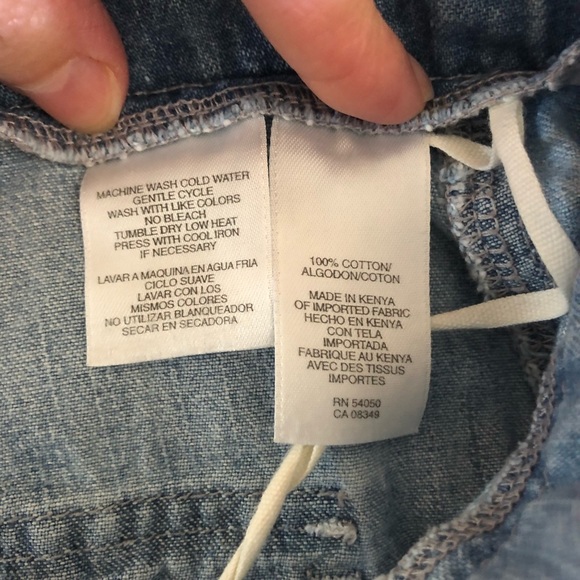 MACHINE WASH COLD WATER
GENTLE CYCLE
WASH WITH LIKE COLORS
NO BLEACH
TUMBLE DRY LOW HEAT
PRESS WITH COOL IRON
IF NECESSARY
LAVAR A MAQUINA EN AGUA FRIA
CICLO SUAVE
LAVAR CON LOS
MISMOS COLORES
NO UTILIZAR BLANQUEADOR
SECAR EN SECADORA
100% COTTON/
ALGODON/COTON
MADE IN KENYA
OF IMPORTED FABRIC
HECHO EN KENYA
CON TELA
IMPORTADA
FABRIQUE AU KENYA
AVEC DES TISSUS
IMPORTES
RN 54050
CA 08349